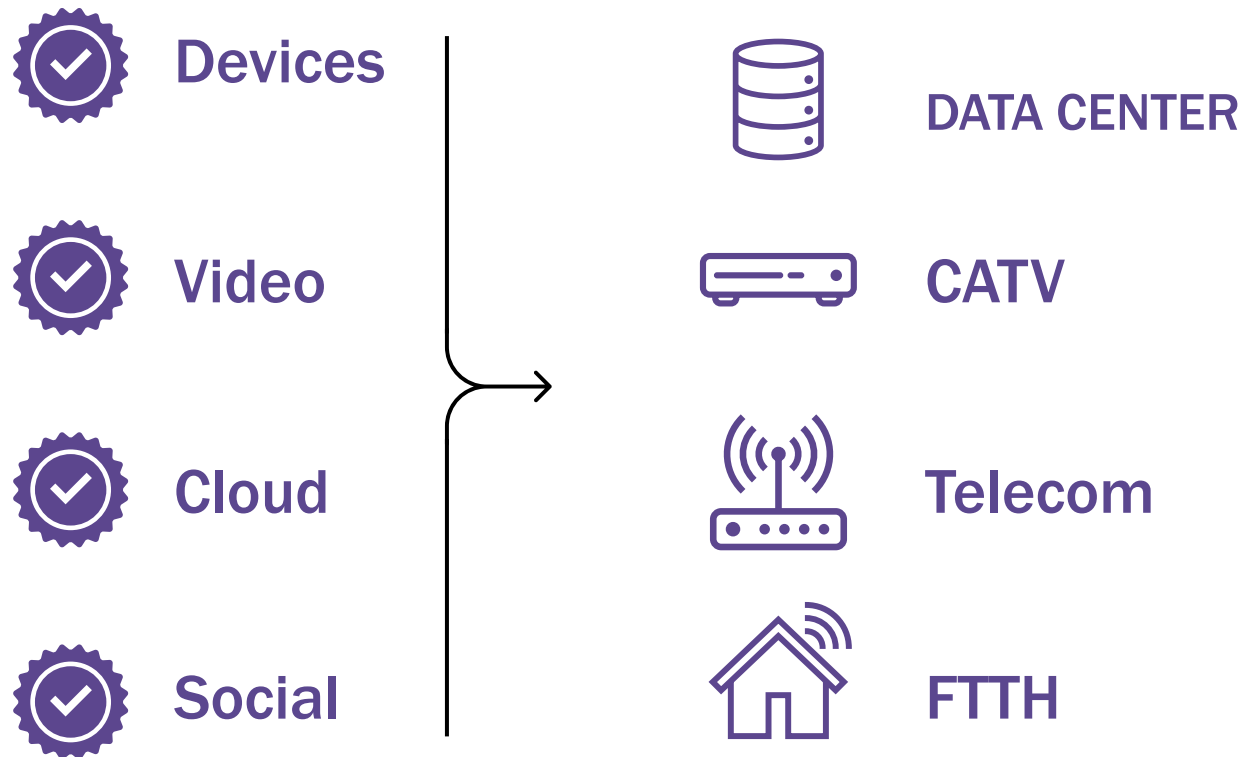 Devices
Video
Cloud
Social
DATA CENTER
CATV
Telecom
FTTH